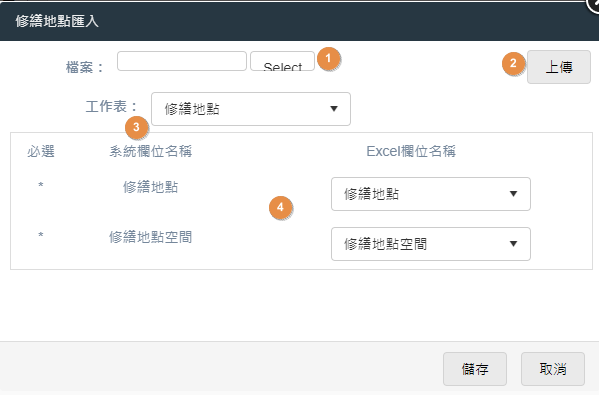 修繕地點匯入
檔案： Select 1 2 上傳
工作表： 修繕地點
3
必選 系統欄位名稱 Excel欄位名稱
* 修繕地點 修繕地點
4
* 修繕地點空間 修繕地點空間
儲存 取消